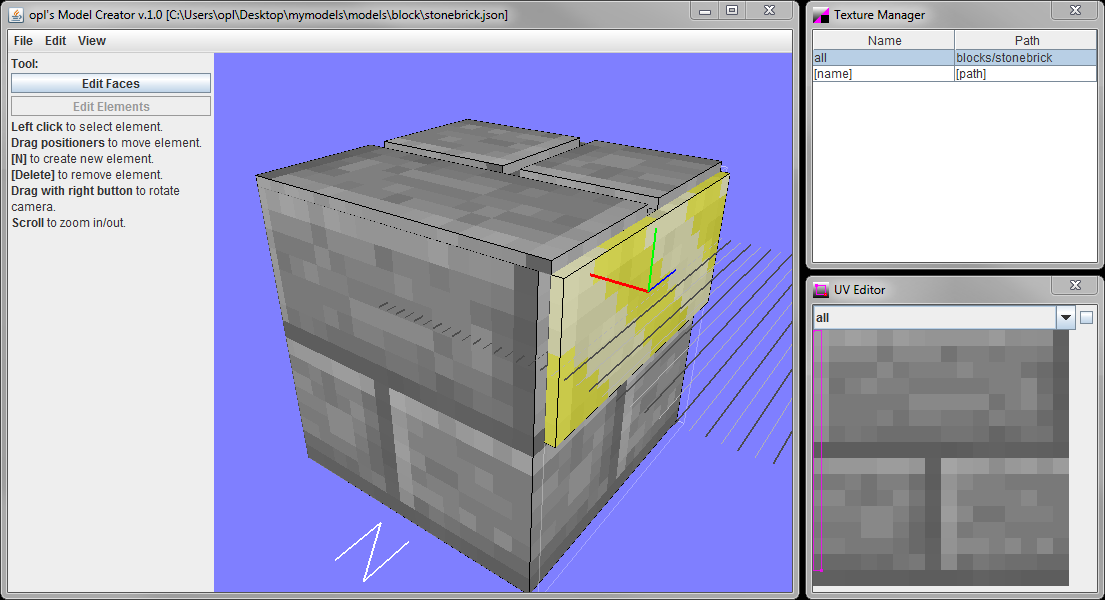 opl's Model Creator v.1.0 [C:\Users\opl\Desktop\mymodels\models\block\stonebrick.json]
File Edit View
Tool:
Edit Faces
Edit Elements
Left click to select element.
Drag positioners to move element.
[N] to create new element.
[Delete] to remove element.
Drag with right button to rotate
camera.
Scroll to zoom in/out.
N
Texture Manager
Name Path
all blocks/stonebrick
[name] [path]
UV Editor
all